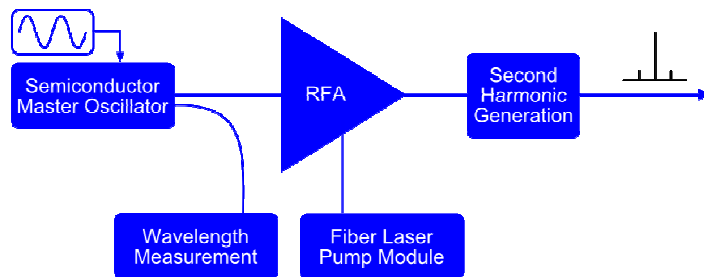 Semiconductor
Master Oscillator
RFA
Second
Harmonic
Generation
Wavelength
Measurement
Fiber Laser
Pump Module